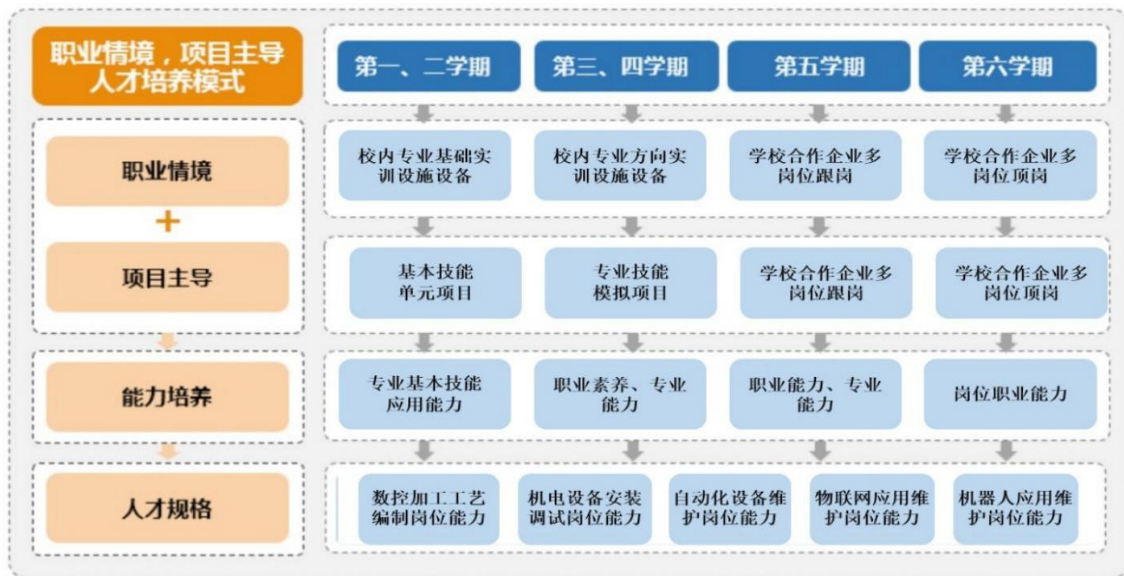 职业情境，项目主导
人才培养模式
第一、二学期
第三、四学期
第五学期
第六学期
职业情境
校内专业基础实
训设施设备
校内专业方向实
训设施设备
学校合作企业多
岗位跟岗
学校合作企业多
岗位顶岗
+
项目主导
基本技能
单元项目
专业技能
模拟项目
学校合作企业多
岗位跟岗
学校合作企业多
岗位顶岗
能力培养
专业基本技能
应用能力
职业素养、专业
能力
职业能力、专业
能力
岗位职业能力
人才规格
数控加工工艺
编制岗位能力
机电设备安装
调试岗位能力
自动化设备维
护岗位能力
物联网应用维
护岗位能力
机器人应用维
护岗位能力